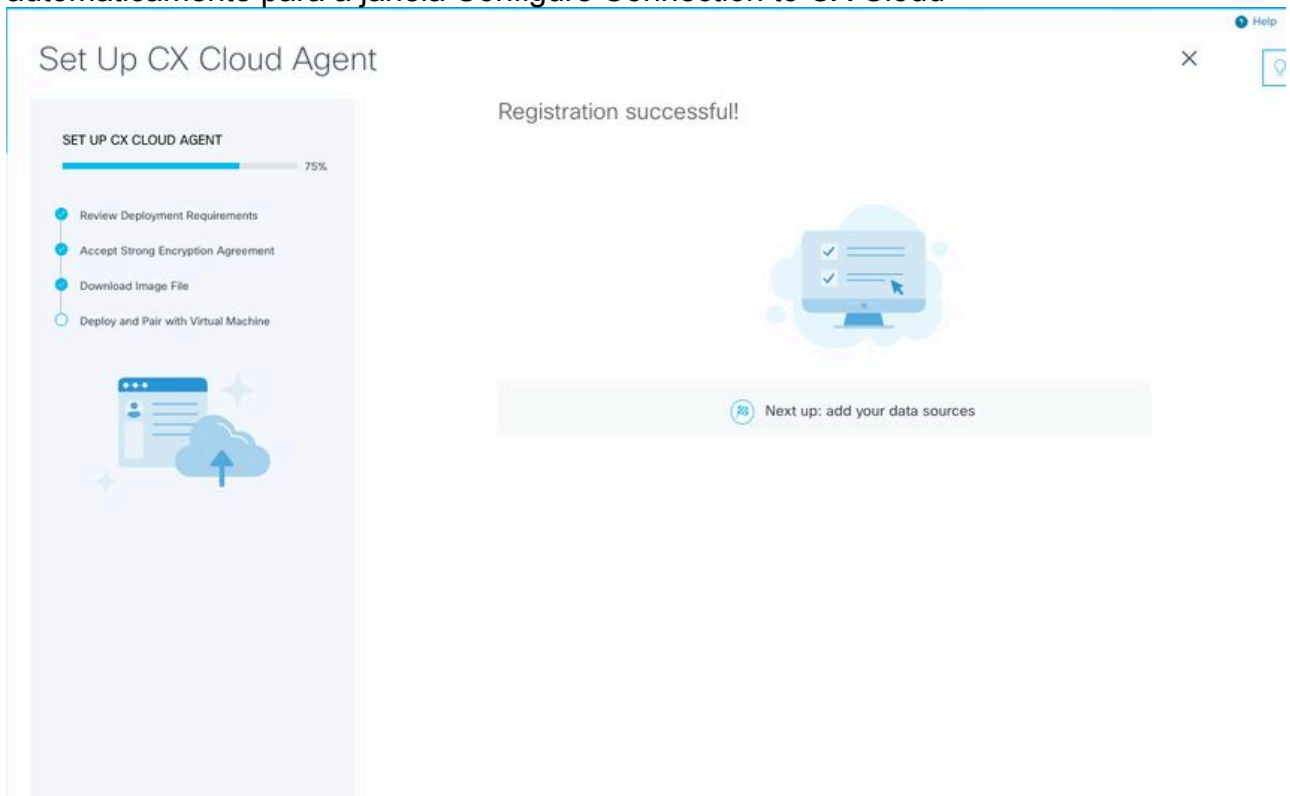 automaticamente para a janela Configure Connection to CX Cloud
Help
Set Up CX Cloud Agent
Registration successful!
SET UP CX CLOUD AGENT
75%
Review Deployment Requirements
Accept Strong Encryption Agreement
Download Image File
Deploy and Pair with Virtual Machine
Next up: add your data sources